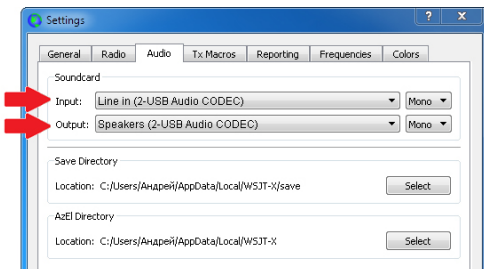 Settings
General Radio Audio Tx Macros Reporting Frequencies Colors
Soundcard
Input: Line in (2-USB Audio CODEC) Mono
Output: Speakers (2-USB Audio CODEC) Mono
Save Directory
Location: C:/Users/Андрей/AppData/Local/WSJT-X/save Select
AzEl Directory
Location: C:/Users/Андрей/AppData/Local/WSJT-X Select